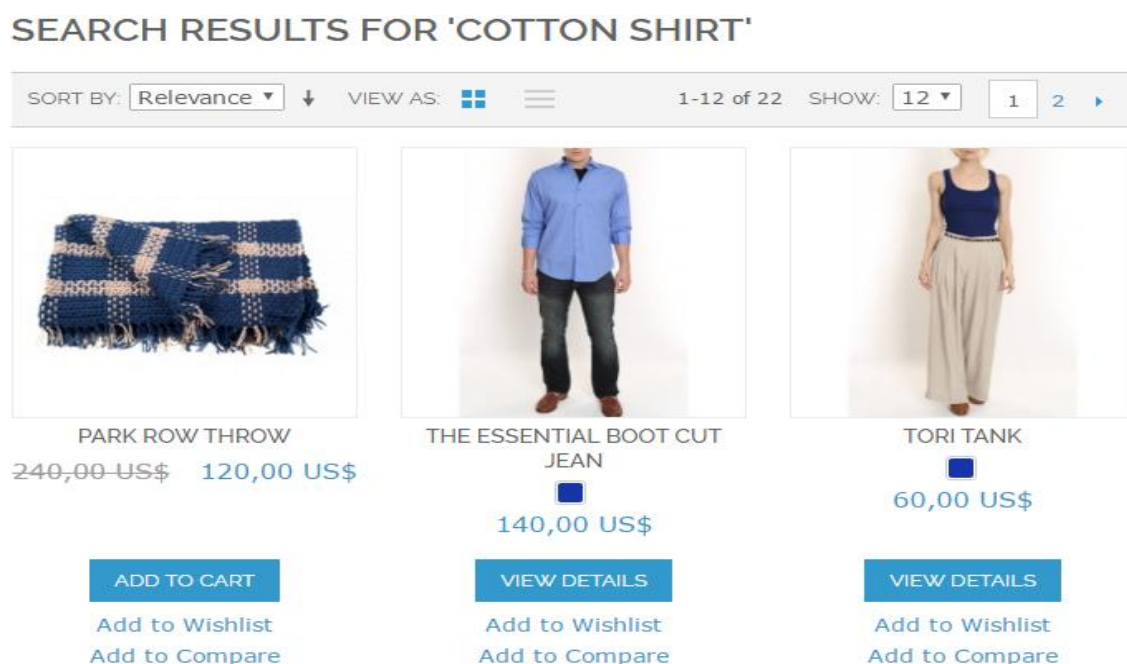 SEARCH RESULTS FOR 'COTTON SHIRT'
SORT BY: Relevance VIEW AS: 1-12 of 22 SHOW: 12 1 2
PARK ROW THROW
240,00 US$ 120,00 US$
ADD TO CART
Add to Wishlist
Add to Compare
THE ESSENTIAL BOOT CUT
JEAN
140,00 US$
VIEW DETAILS
Add to Wishlist
Add to Compare
TORI TANK
60,00 US$
VIEW DETAILS
Add to Wishlist
Add to Compare